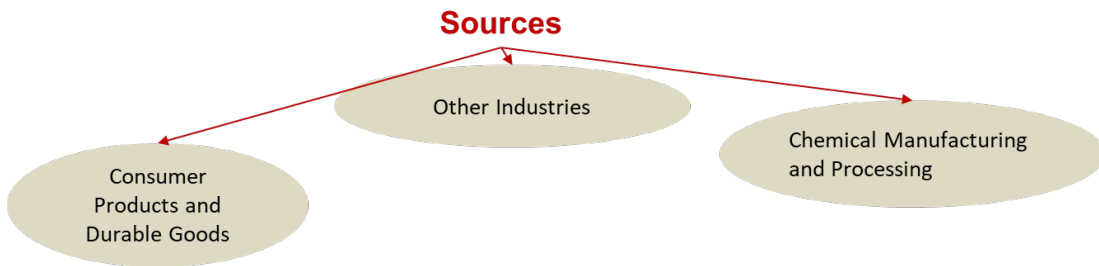 Sources
Other Industries
Chemical Manufacturing
and Processing
Consumer
Products and
Durable Goods